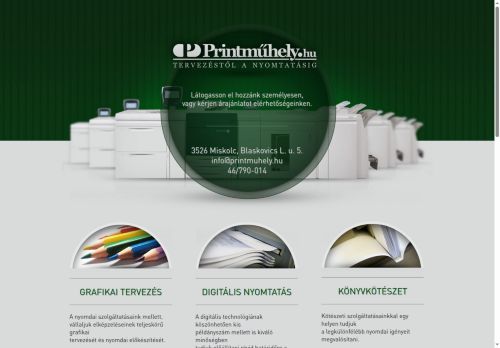 Printműhely.hu
TERVEZÉSTŐL A NYOMTATÁSIG
Látogasson el hozzánk személyesen,
vagy kérjen árajánlatot elérhetőségeinken.
3526 Miskolc, Blaskovics L. u. 5.
info@printmuhely.hu
46/790-014
GRAFIKAI TERVEZÉS
A nyomdai szolgáltatásaink mellett,
vállaljuk elképzeléseinek teljeskörű
grafikai
tervezését és nyomdai előkészítését.
DIGITÁLIS NYOMTATÁS
A digitális technológiának
köszönhetően kis
példányszám mellett is kiváló
minőségben
KÖNYVKÖTÉSZET
Kötészeti szolgáltatásainkkal egy
helyen tudjuk
a legkülönfélébb nyomdai igényeit
megvalósítani.